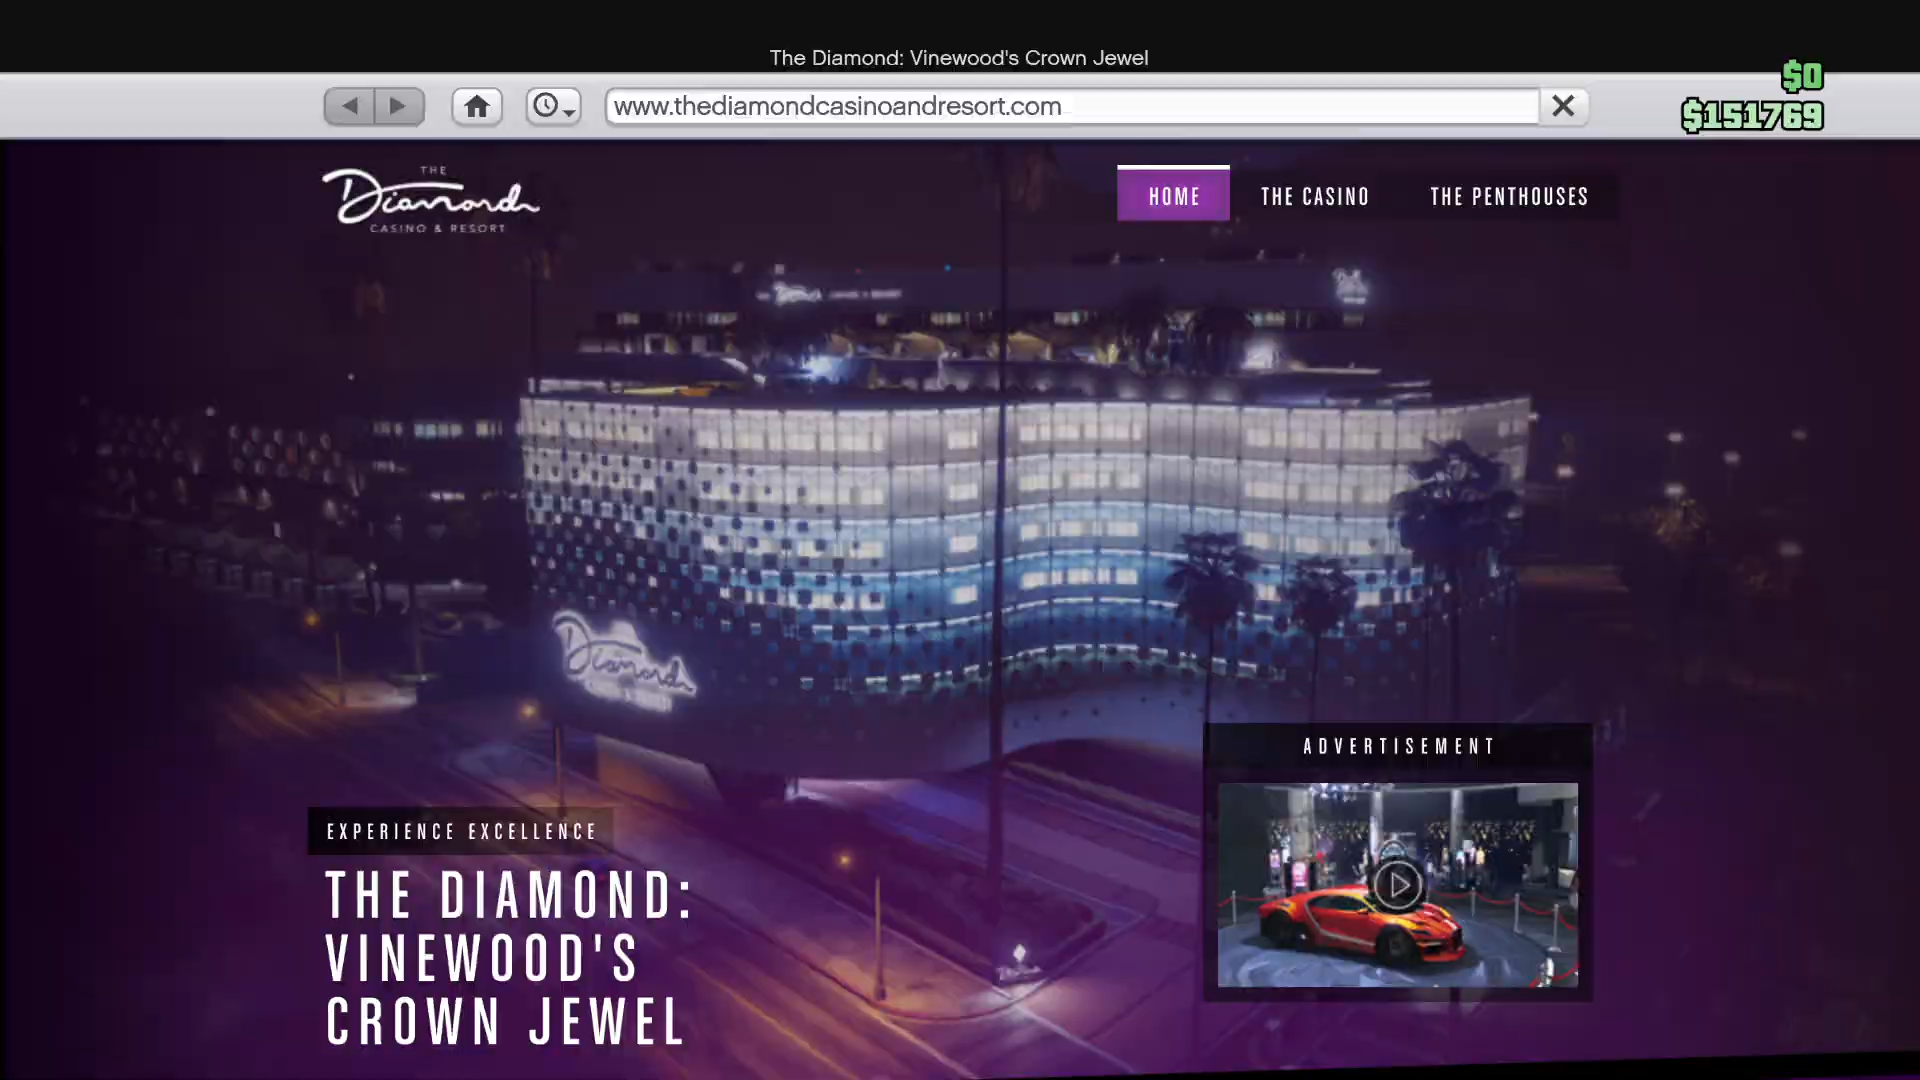 The Diamond: Vinewood's Crown Jewel
$0
www.thediamondcasinoandresort.com
$151769
THE
Diamond
CASINO & RESORT
HOME
THE CASINO
THE PENTHOUSES
Diamond
ADVERTISEMENT
EXPERIENCE EXCELLENCE
THE DIAMOND:
VINEWOOD'S
CROWN JEWEL